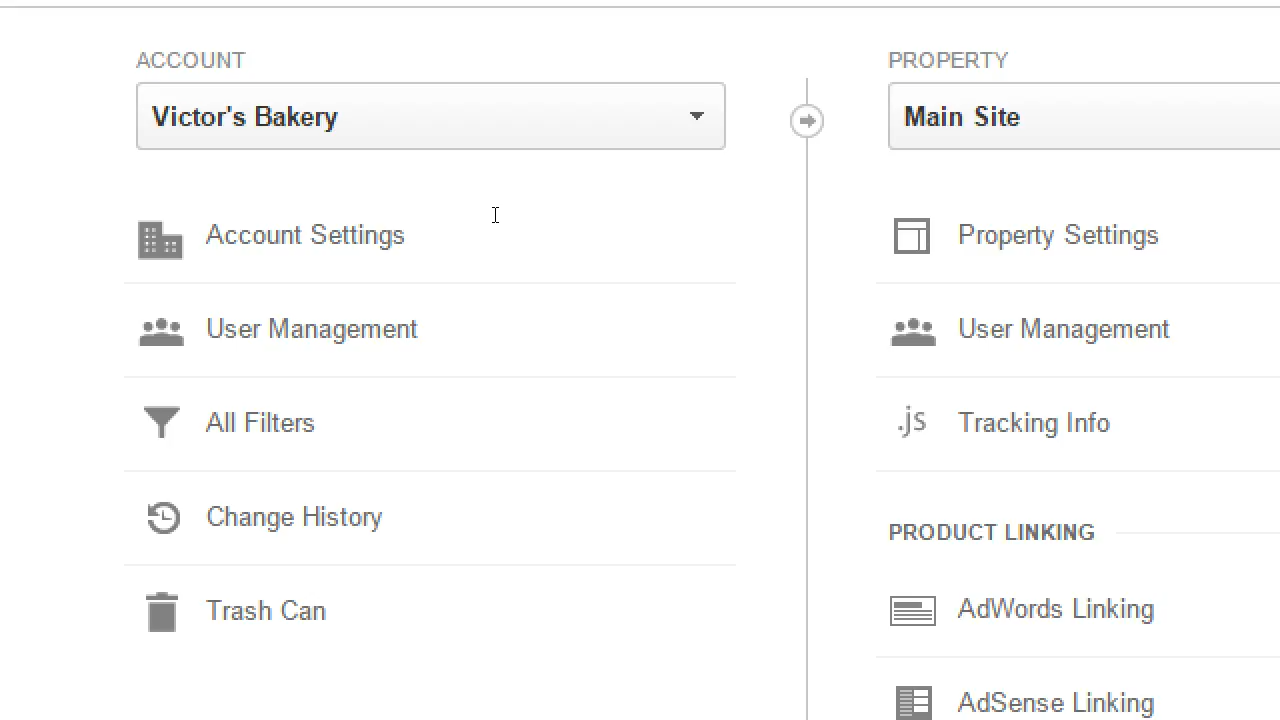 ACCOUNT
Victor's Bakery
Account Settings
User Management
All Filters
Change History
Trash Can
PROPERTY
Main Site
Property Settings
User Management
.js Tracking Info
PRODUCT LINKING
AdWords Linking
AdSense Linking